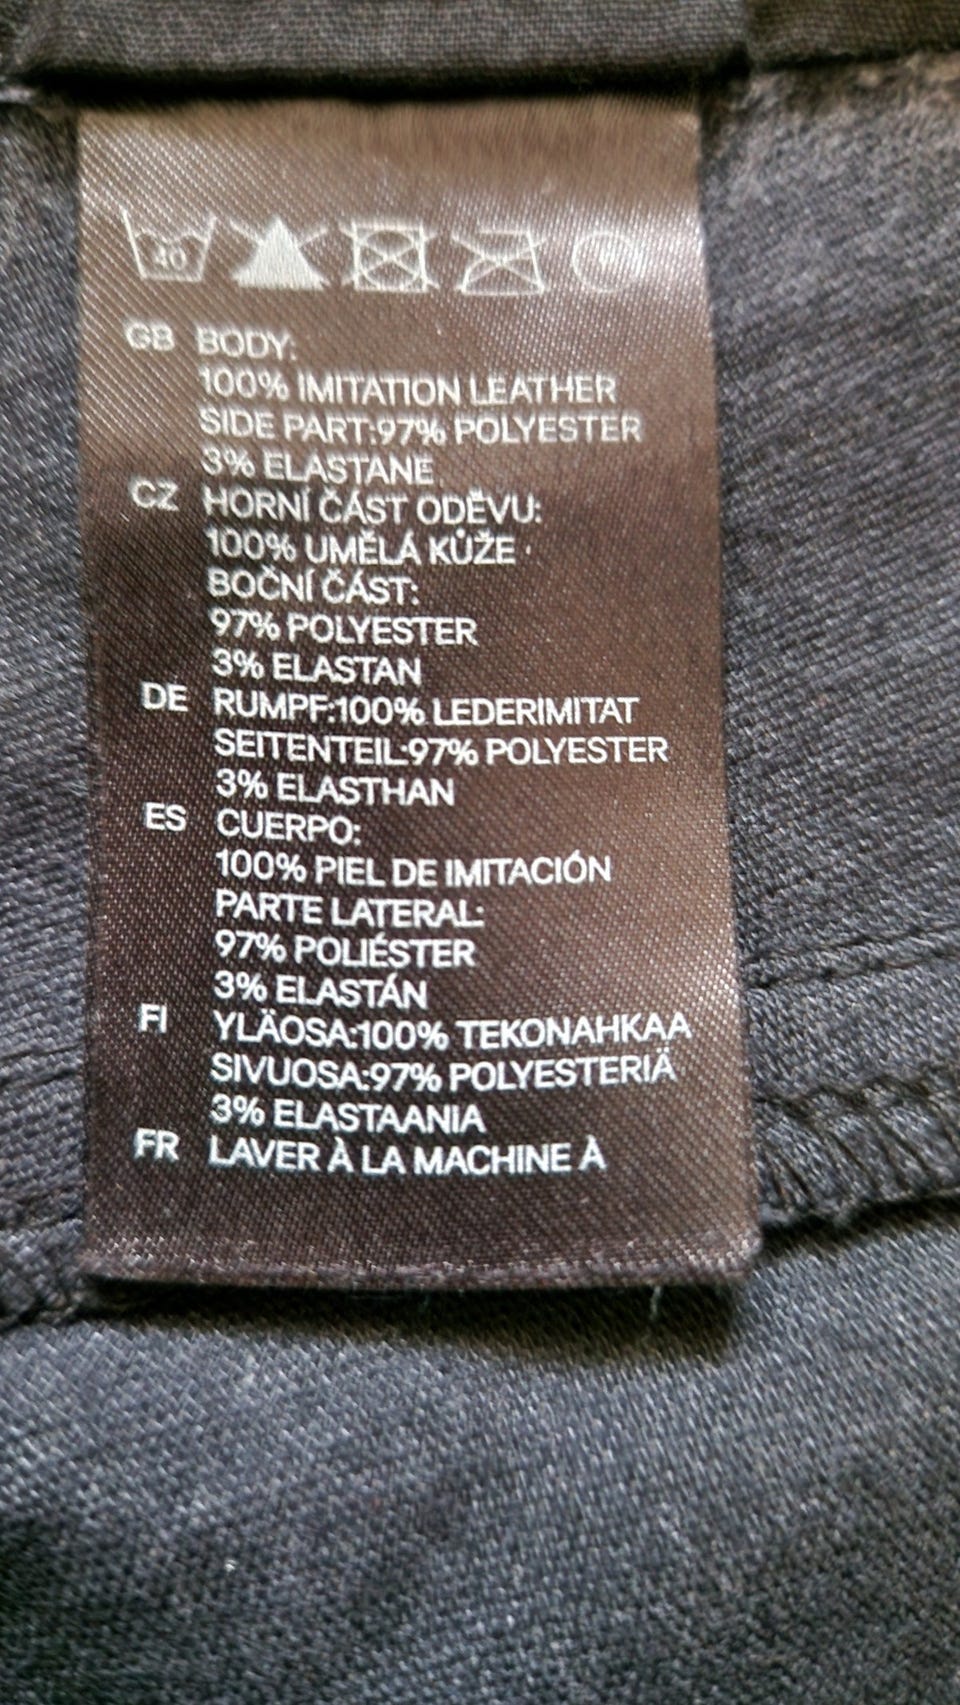 40
GB BODY:
100% IMITATION LEATHER
SIDE PART:97% POLYESTER
3% ELASTANE
CZ HORNÍ ČÁST ODĚVU:
100% UMĚLÁ KŮŽE
BOČNÍ ČÁST:
97% POLYESTER
3% ELASTAN
DE RUMPF:100% LEDERIMITAT
SEITENTEIL:97% POLYESTER
3% ELASTHAN
ES CUERPO:
100% PIEL DE IMITACIÓN
PARTE LATERAL:
97% POLIÉSTER
3% ELASTÁN
FI YLÄOSA:100% TEKONAHKAA
SIVUOSA:97% POLYESTERIÄ
3% ELASTAANIA
FR LAVER À LA MACHINE À